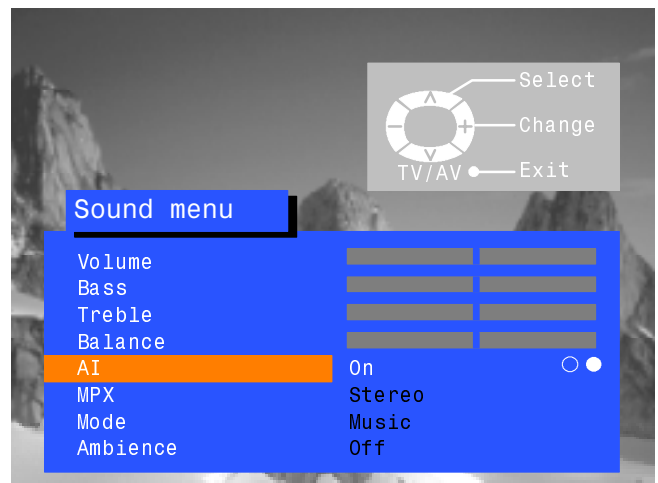 Select
Change
TV/AV Exit
Sound menu
Volume
Bass
Treble
Balance
AI On
MPX Stereo
Mode Music
Ambience Off